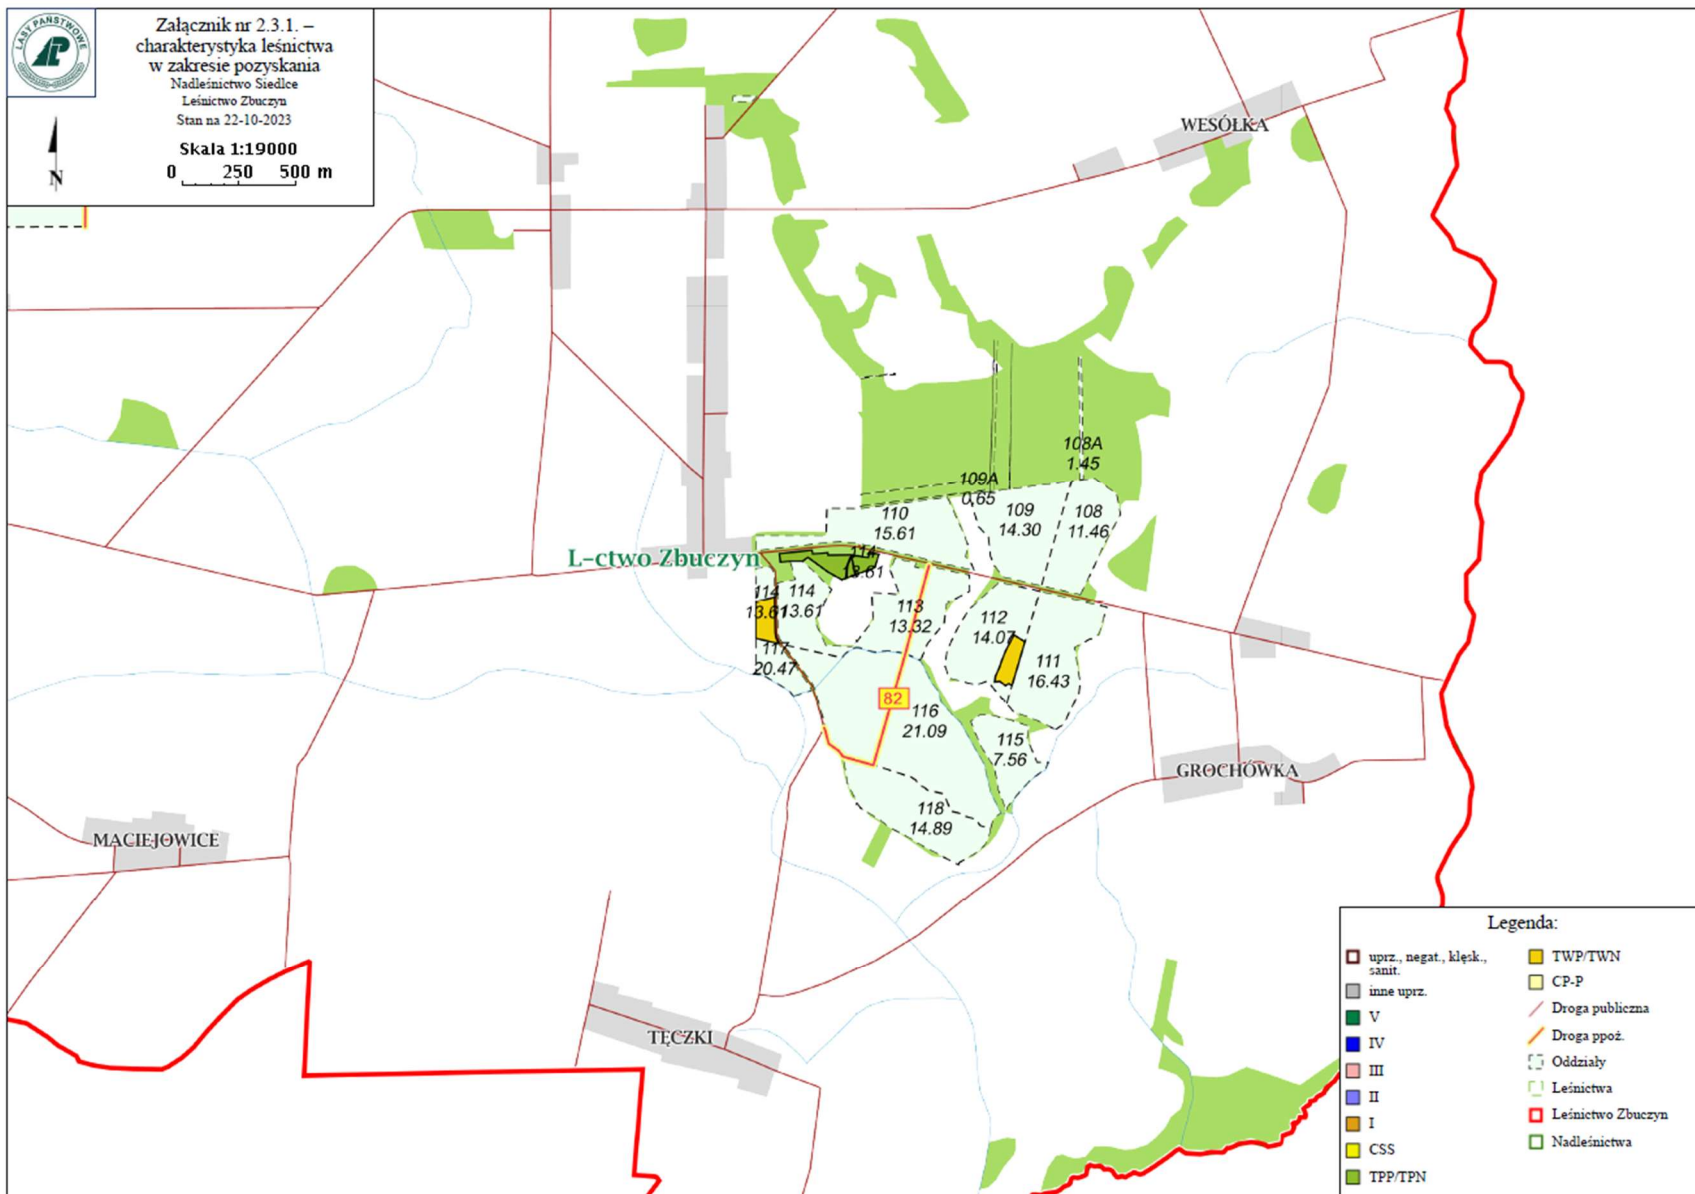 LASY PAŃSTWOWE
Załącznik nr 2.3.1. –
charakterystyka leśnictwa
w zakresie pozyskania
Nadleśnictwo Siedlce
Leśnictwo Zbuczyn
Stan na 22-10-2023
Skala 1:19000
0 250 500 m
N
WESÓŁKA
108A
1.45
109A
0.65
110
15.61
109
14.30
108
11.46
L-ctwo Zbuczyn
114
13.61
114
13.61
114
13.61
113
13.32
112
14.07
111
16.43
117
20.47
82
116
21.09
115
7.56
GROCHÓWKA
118
14.89
MACIEJOWICE
TĘCZKI
Legenda:
uprz., negat., klęsk.,
sanit.
inne uprz.
V
IV
III
II
I
CSS
TPP/TPN
TWP/TWN
CP-P
Droga publiczna
Droga ppoż.
Oddziały
Leśnictwa
Leśnictwo Zbuczyn
Nadleśnictwa